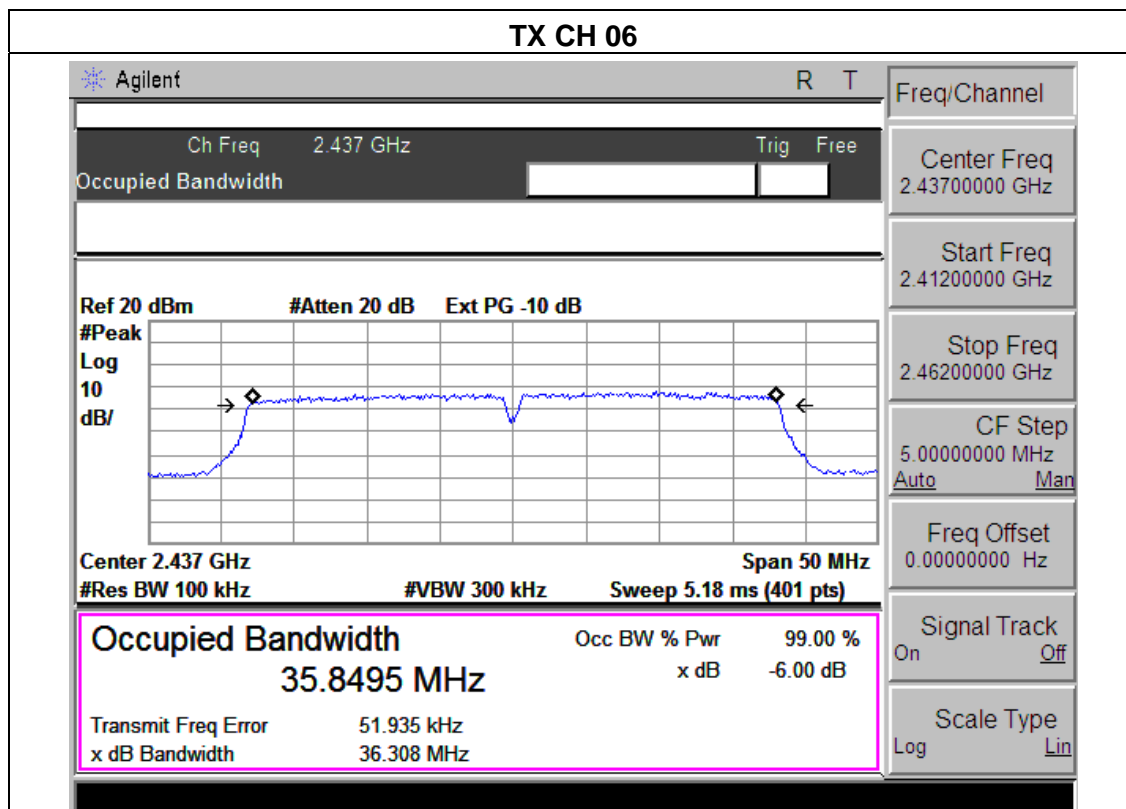 TX CH 06
Agilent R T
Freq/Channel
Ch Freq 2.437 GHz Trig Free
Occupied Bandwidth
Center Freq
2.43700000 GHz
Start Freq
2.41200000 GHz
Stop Freq
2.46200000 GHz
CF Step
5.00000000 MHz
Auto Man
Freq Offset
0.00000000 Hz
Signal Track
On Off
Scale Type
Log Lin
Ref 20 dBm #Atten 20 dB Ext PG -10 dB
#Peak
Log
10
dB/
Center 2.437 GHz Span 50 MHz
#Res BW 100 kHz #VBW 300 kHz Sweep 5.18 ms (401 pts)
Occupied Bandwidth Occ BW % Pwr 99.00 %
35.8495 MHz x dB -6.00 dB
Transmit Freq Error 51.935 kHz
x dB Bandwidth 36.308 MHz